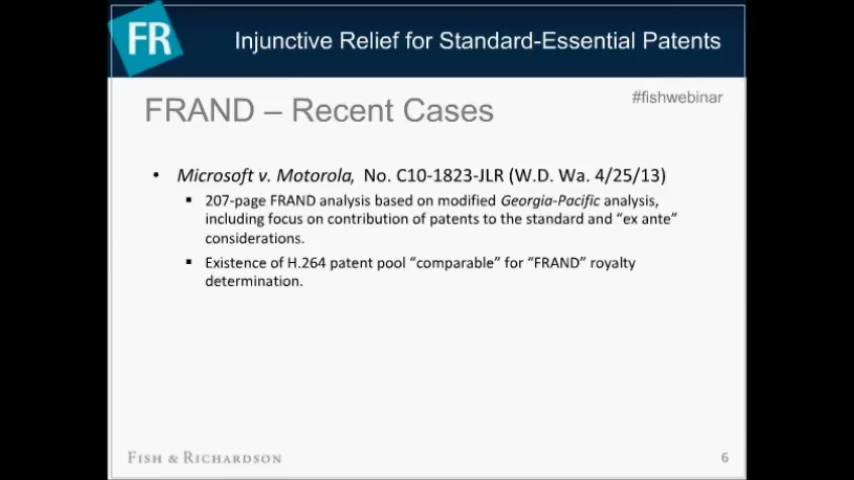 FR
Injunctive Relief for Standard-Essential Patents
FRAND – Recent Cases
#fishwebinar
• Microsoft v. Motorola, No. C10-1823-JLR (W.D. Wa. 4/25/13)
▪ 207-page FRAND analysis based on modified Georgia-Pacific analysis,
including focus on contribution of patents to the standard and “ex ante”
considerations.
▪ Existence of H.264 patent pool “comparable” for “FRAND” royalty
determination.
FISH & RICHARDSON
6